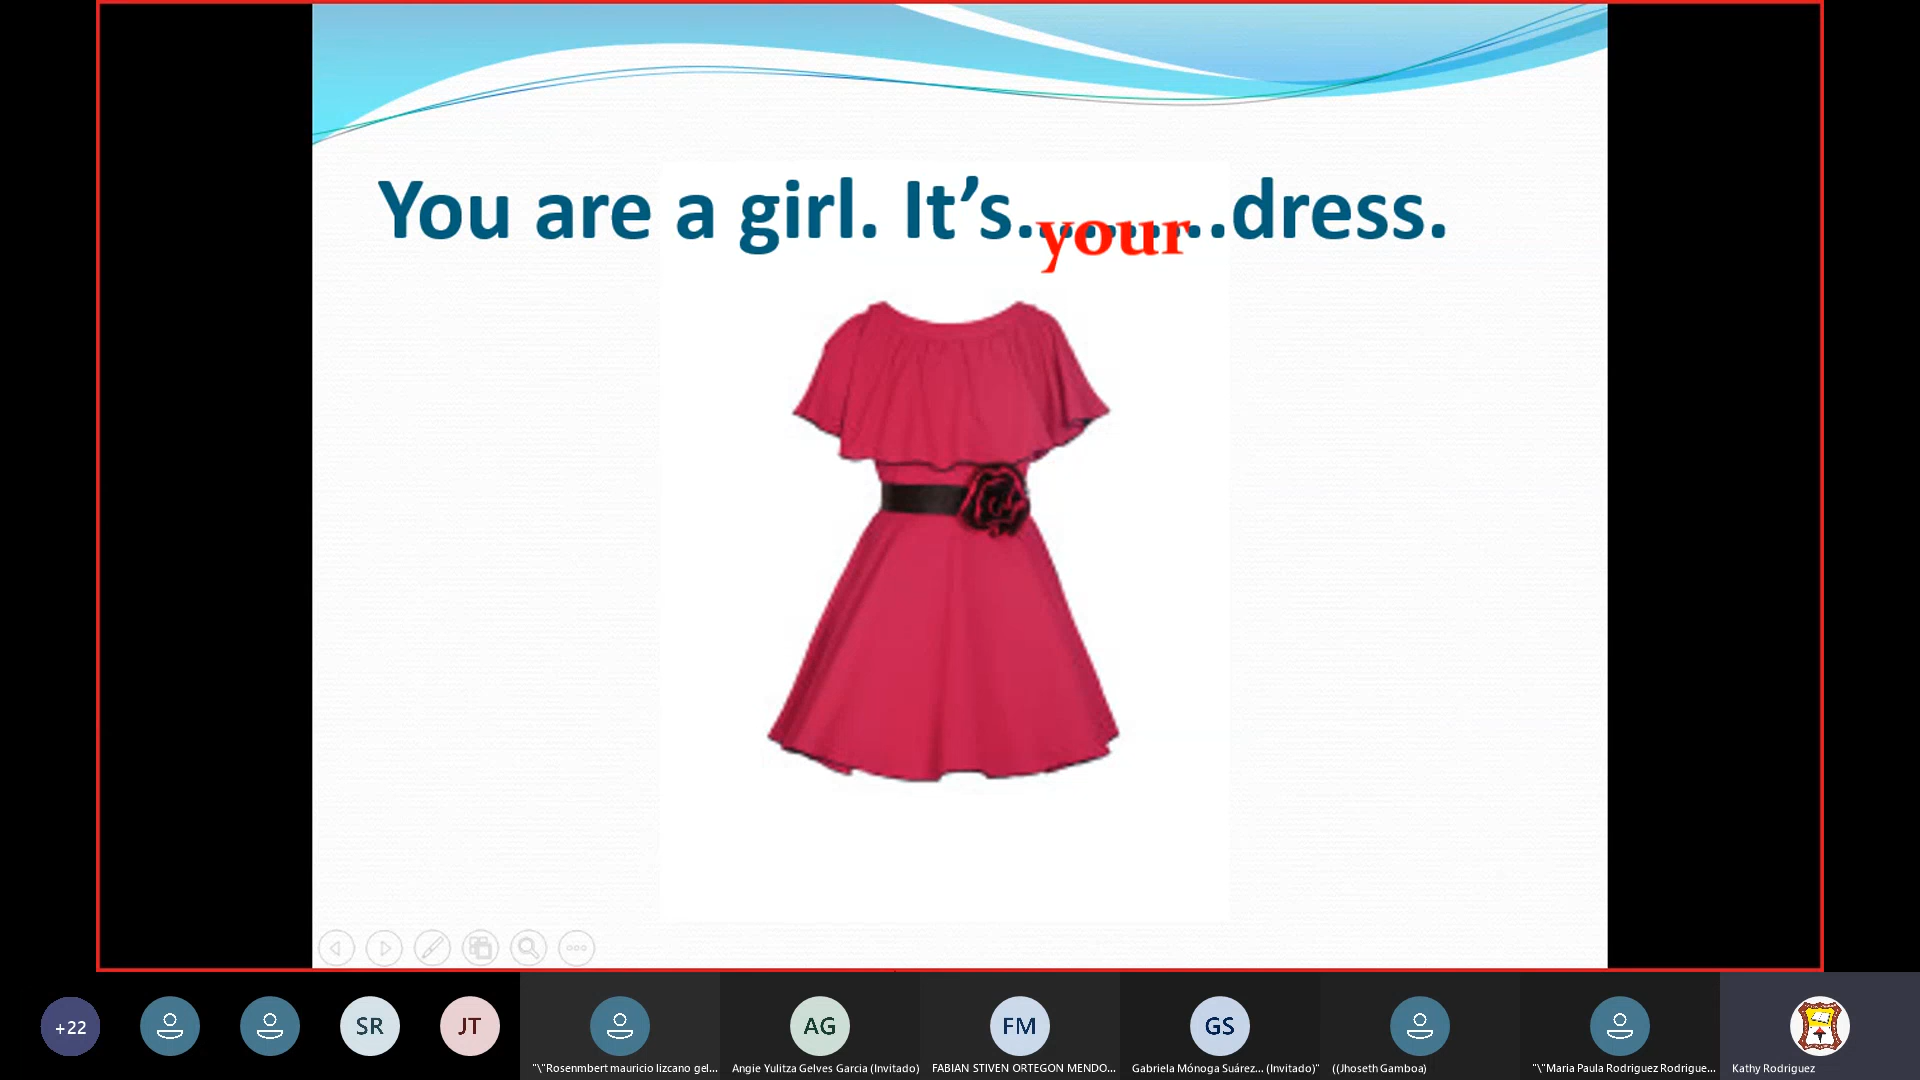 You are a girl. It’s..........dress.
your
+22
SR
JT
AG
FM
GS
"\"Rosenmbert mauricio lizcano gel...
Angie Yulitza Gelves Garcia (Invitado)
FABIAN STIVEN ORTEGON MENDO...
Gabriela Mónoga Suárez... (Invitado)"
((Jhoseth Gamboa)
"\"Maria Paula Rodriguez Rodrigue...
Kathy Rodriguez